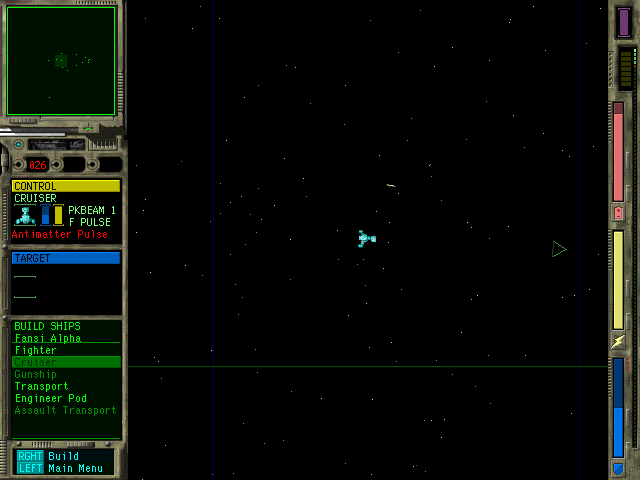 026
CONTROL
CRUISER
PKBEAM 1
F PULSE
Antimatter Pulse
TARGET
BUILD SHIPS
Fansi Alpha
Fighter
Cruiser
Gunship
Transport
Engineer Pod
Assault Transport
RGHT Build
LEFT Main Menu